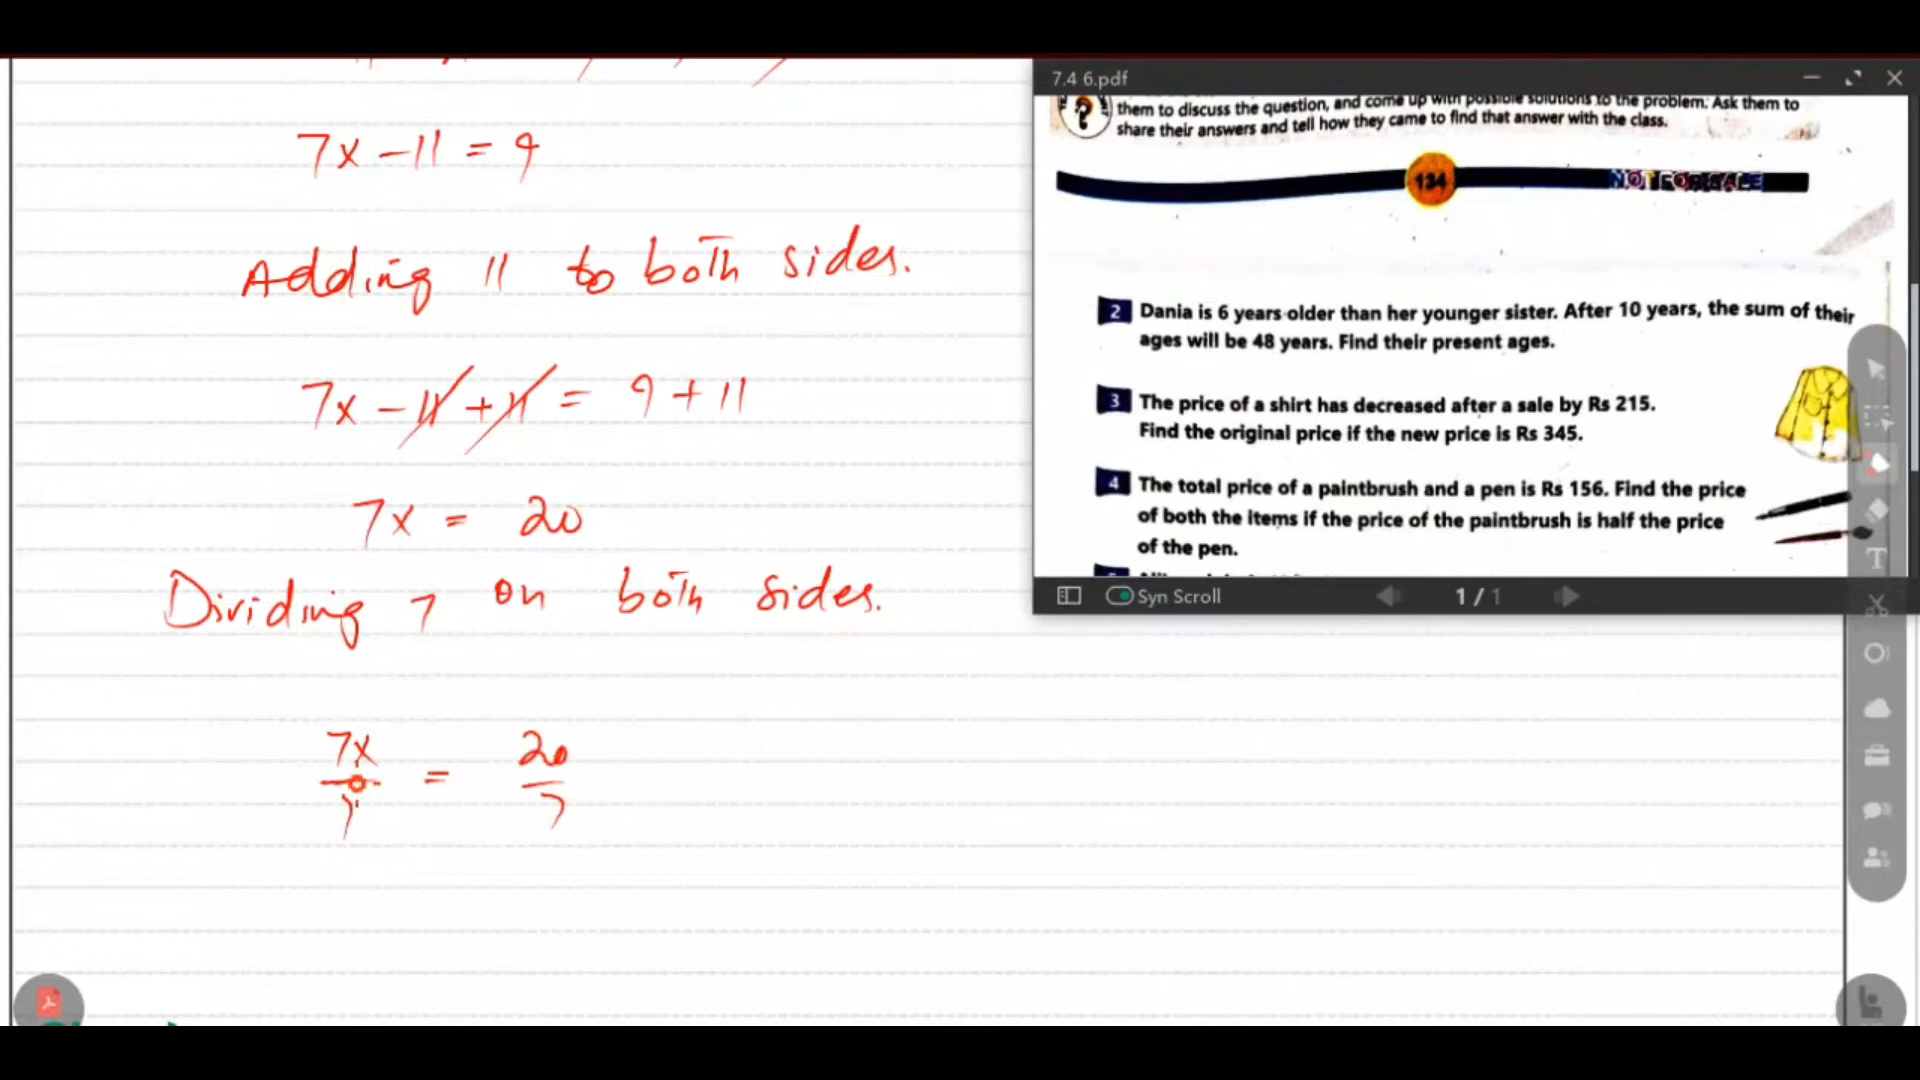 7x - 11 = 9
Adding 11 to both sides.
7x - 11 + 11 = 9 + 11
7x = 20
Dividing 7 on both sides.
7x/7 = 20/7
7.4 6.pdf
them to discuss the question, and come up with possible solutions to the problem. Ask them to
share their answers and tell how they came to find that answer with the class.
134
NOT FOR SALE
2 Dania is 6 years older than her younger sister. After 10 years, the sum of their
ages will be 48 years. Find their present ages.
3 The price of a shirt has decreased after a sale by Rs 215.
Find the original price if the new price is Rs 345.
4 The total price of a paintbrush and a pen is Rs 156. Find the price
of both the items if the price of the paintbrush is half the price
of the pen.
Syn Scroll
1 / 1
T